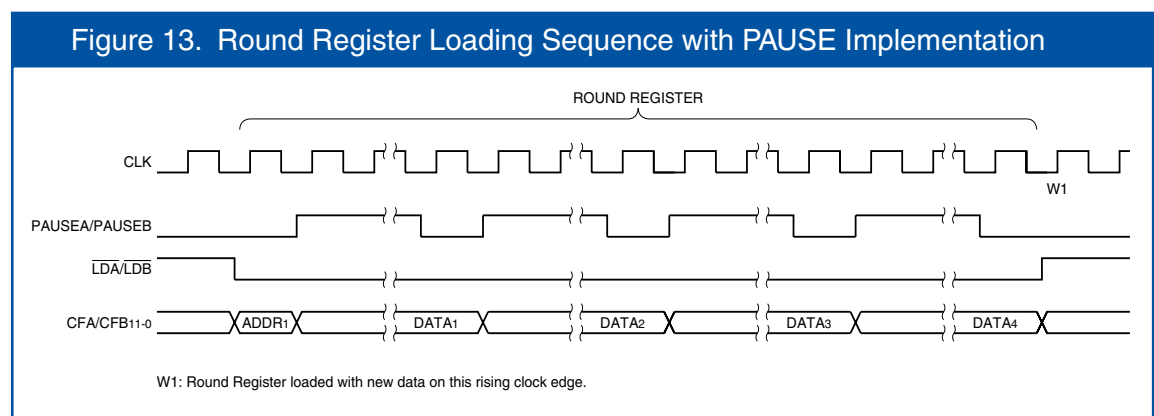 Figure 13. Round Register Loading Sequence with PAUSE Implementation
ROUND REGISTER
CLK
W1
PAUSEA/PAUSEB
LDA/LDB
CFA/CFB11-0
ADDR1
DATA1
DATA2
DATA3
DATA4
W1: Round Register loaded with new data on this rising clock edge.